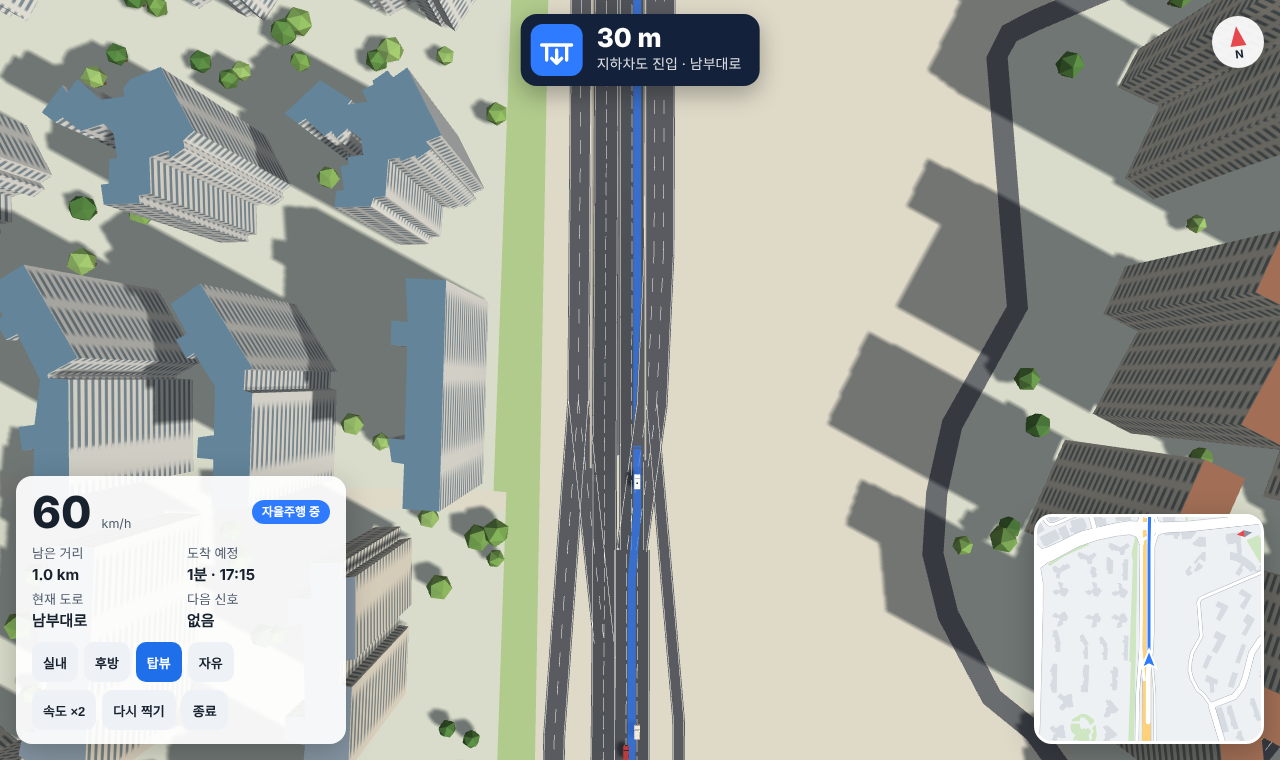 30 m
지하차도 진입 · 남부대로
N
60 km/h
자율주행 중
남은 거리
도착 예정
1.0 km
1분 · 17:15
현재 도로
다음 신호
남부대로
없음
실내
후방
탑뷰
자유
속도 ×2
다시 찍기
종료